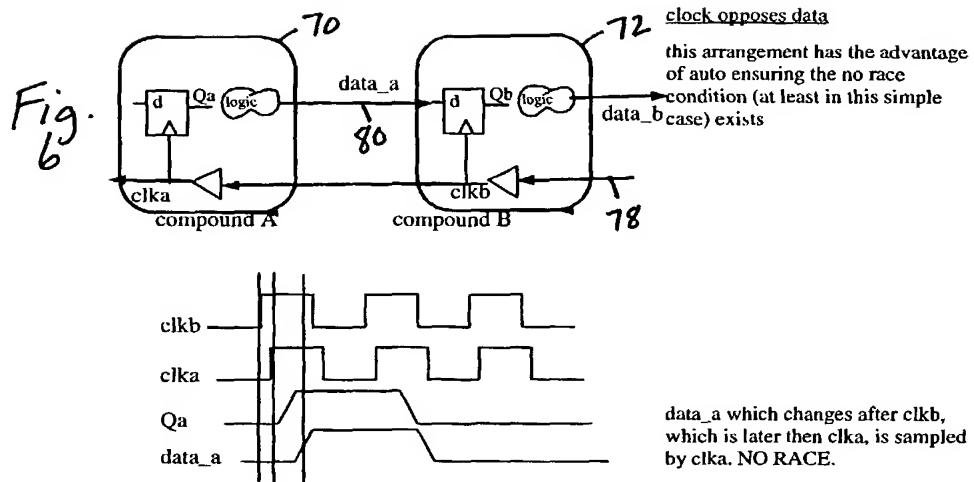 70
72
clock opposes data
this arrangement has the advantage
of auto ensuring the no race
condition (at least in this simple
case) exists
Fig.
6
d
Qa
logic
data_a
80
d
Qb
logic
data_b
clka
clkb
78
compound A
compound B
clkb
clka
Qa
data_a
data_a which changes after clkb,
which is later then clka, is sampled
by clka. NO RACE.